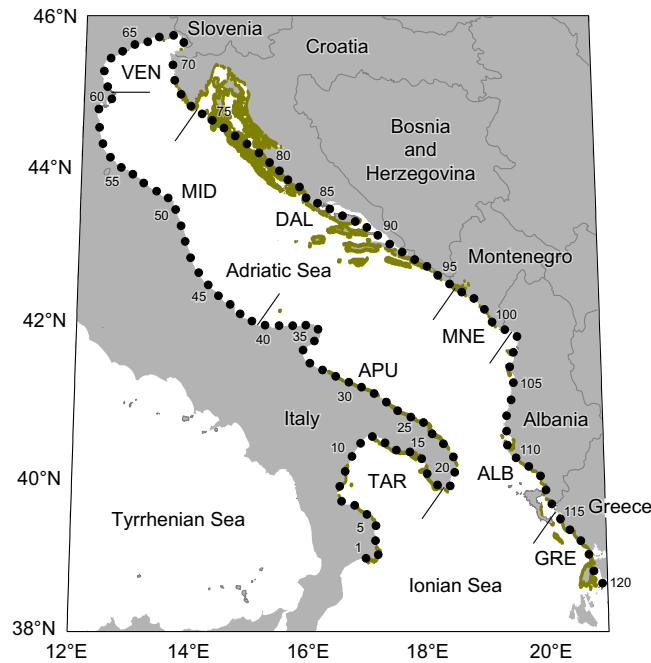 46°N
Slovenia
65
Croatia
VEN
70
60
75
Bosnia
and
Herzegovina
80
44°N
55
MID
85
50
DAL
90
Montenegro
95
Adriatic Sea
45
100
42°N
40
35
MNE
APU
105
30
Italy
25
Albania
10
15
110
20
ALB
40°N
TAR
115
Greece
5
Tyrrhenian Sea
1
GRE
Ionian Sea
120
38°N
12°E
14°E
16°E
18°E
20°E